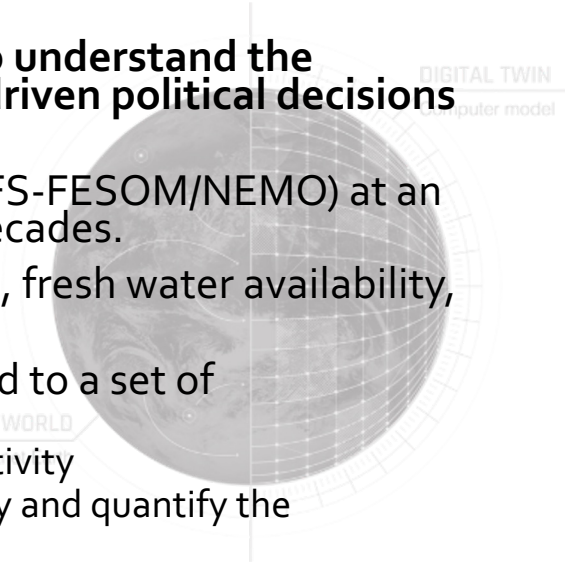 understand the
DIGITAL TWIN
driven political decisions
Computer model
FS-FESOM/NEMO) at an
ecades.
, fresh water availability,
d to a set of
WORLD
tivity
y and quantify the